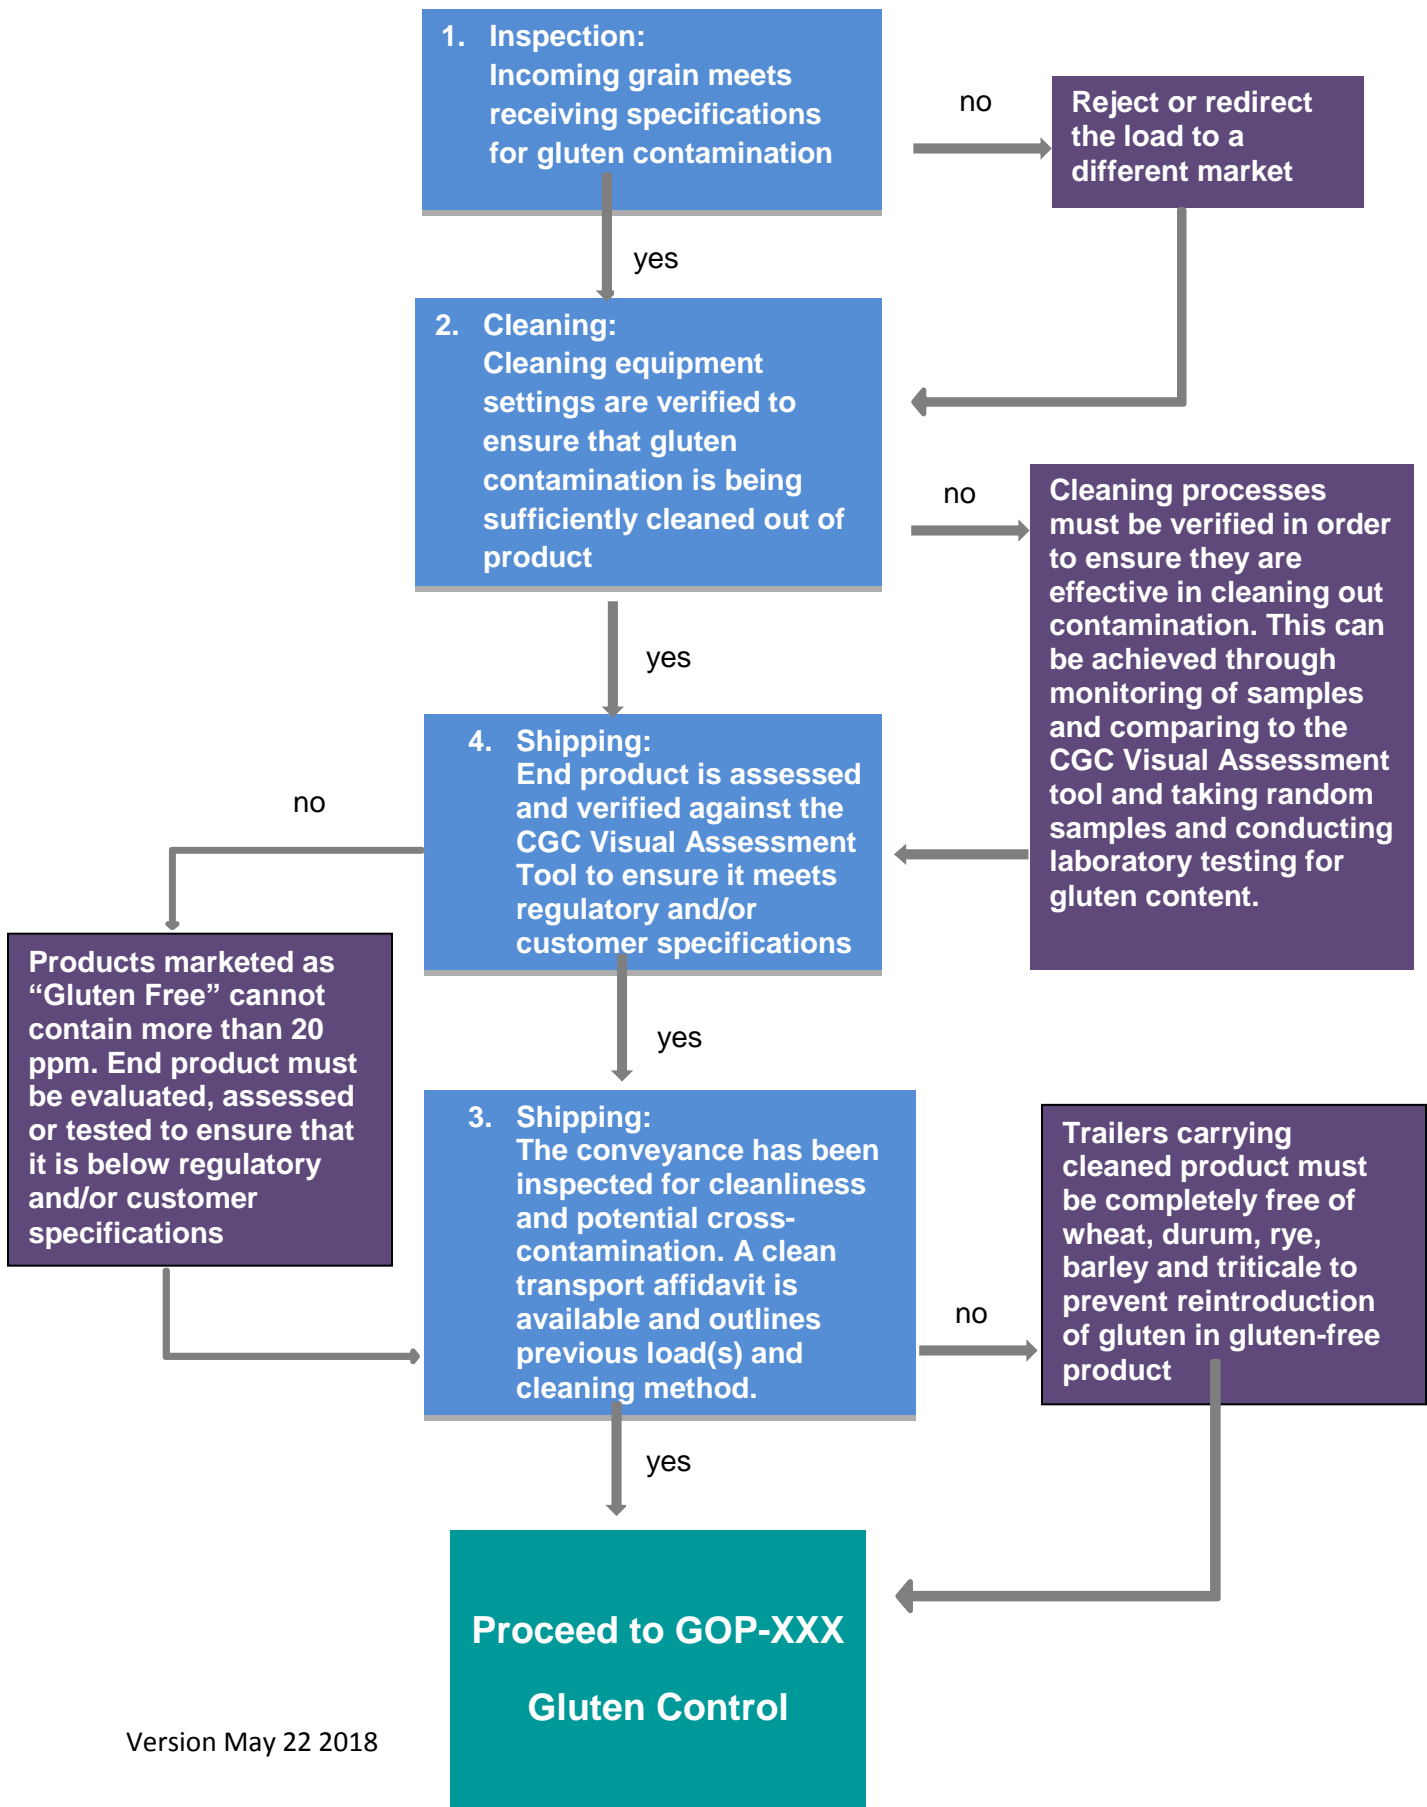 1. Inspection:
Incoming grain meets
receiving specifications
for gluten contamination
no
Reject or redirect
the load to a
different market
yes
2. Cleaning:
Cleaning equipment
settings are verified to
ensure that gluten
contamination is being
sufficiently cleaned out of
product
no
Cleaning processes
must be verified in order
to ensure they are
effective in cleaning out
contamination. This can
be achieved through
monitoring of samples
and comparing to the
CGC Visual Assessment
tool and taking random
samples and conducting
laboratory testing for
gluten content.
yes
4. Shipping:
End product is assessed
and verified against the
CGC Visual Assessment
Tool to ensure it meets
regulatory and/or
customer specifications
no
Products marketed as
“Gluten Free” cannot
contain more than 20
ppm. End product must
be evaluated, assessed
or tested to ensure that
it is below regulatory
and/or customer
specifications
yes
3. Shipping:
The conveyance has been
inspected for cleanliness
and potential cross-
contamination. A clean
transport affidavit is
available and outlines
previous load(s) and
cleaning method.
no
Trailers carrying
cleaned product must
be completely free of
wheat, durum, rye,
barley and triticale to
prevent reintroduction
of gluten in gluten-free
product
yes
Proceed to GOP-XXX
Gluten Control
Version May 22 2018